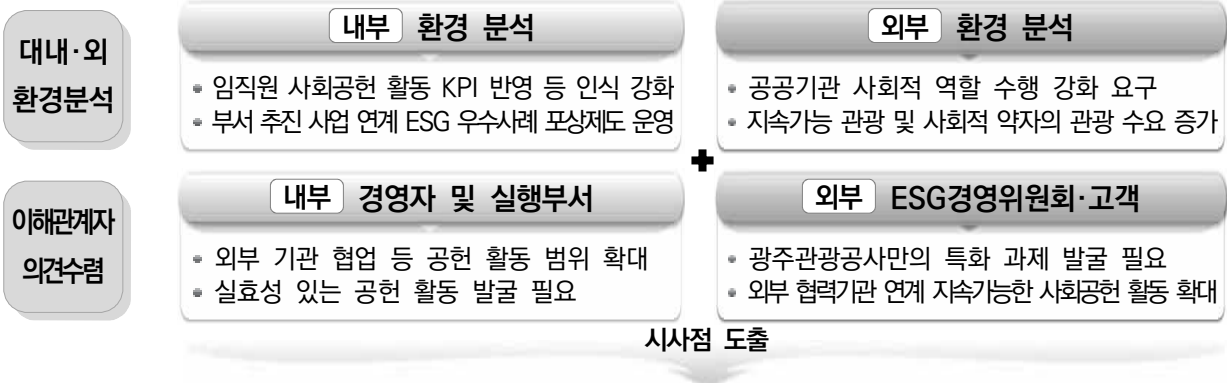 대내·외
환경분석
내부 환경 분석
• 임직원 사회공헌 활동 KPI 반영 등 인식 강화
• 부서 추진 사업 연계 ESG 우수사례 포상제도 운영
외부 환경 분석
• 공공기관 사회적 역할 수행 강화 요구
• 지속가능 관광 및 사회적 약자의 관광 수요 증가
✚
이해관계자
의견수렴
내부 경영자 및 실행부서
• 외부 기관 협업 등 공헌 활동 범위 확대
• 실효성 있는 공헌 활동 발굴 필요
외부 ESG경영위원회·고객
• 광주관광공사만의 특화 과제 발굴 필요
• 외부 협력기관 연계 지속가능한 사회공헌 활동 확대
시사점 도출